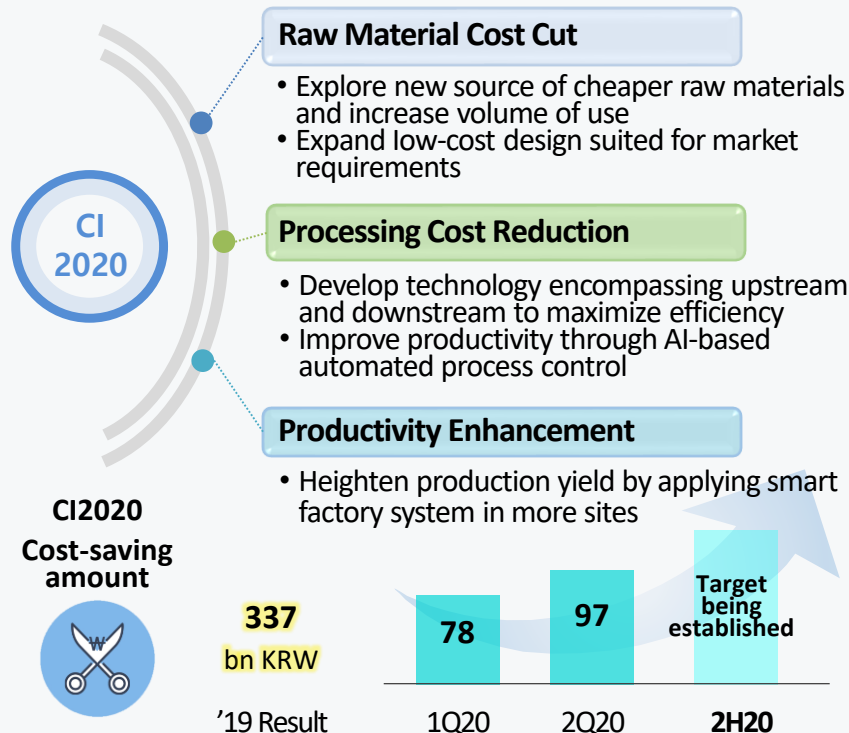 Raw Material Cost Cut
• Explore new source of cheaper raw materials
and increase volume of use
• Expand low-cost design suited for market
requirements
CI
2020
Processing Cost Reduction
• Develop technology encompassing upstream
and downstream to maximize efficiency
• Improve productivity through AI-based
automated process control
Productivity Enhancement
• Heighten production yield by applying smart
factory system in more sites
CI2020
Cost-saving
amount
₩
337
bn KRW
’19 Result
78
1Q20
97
2Q20
Target
being
established
2H20